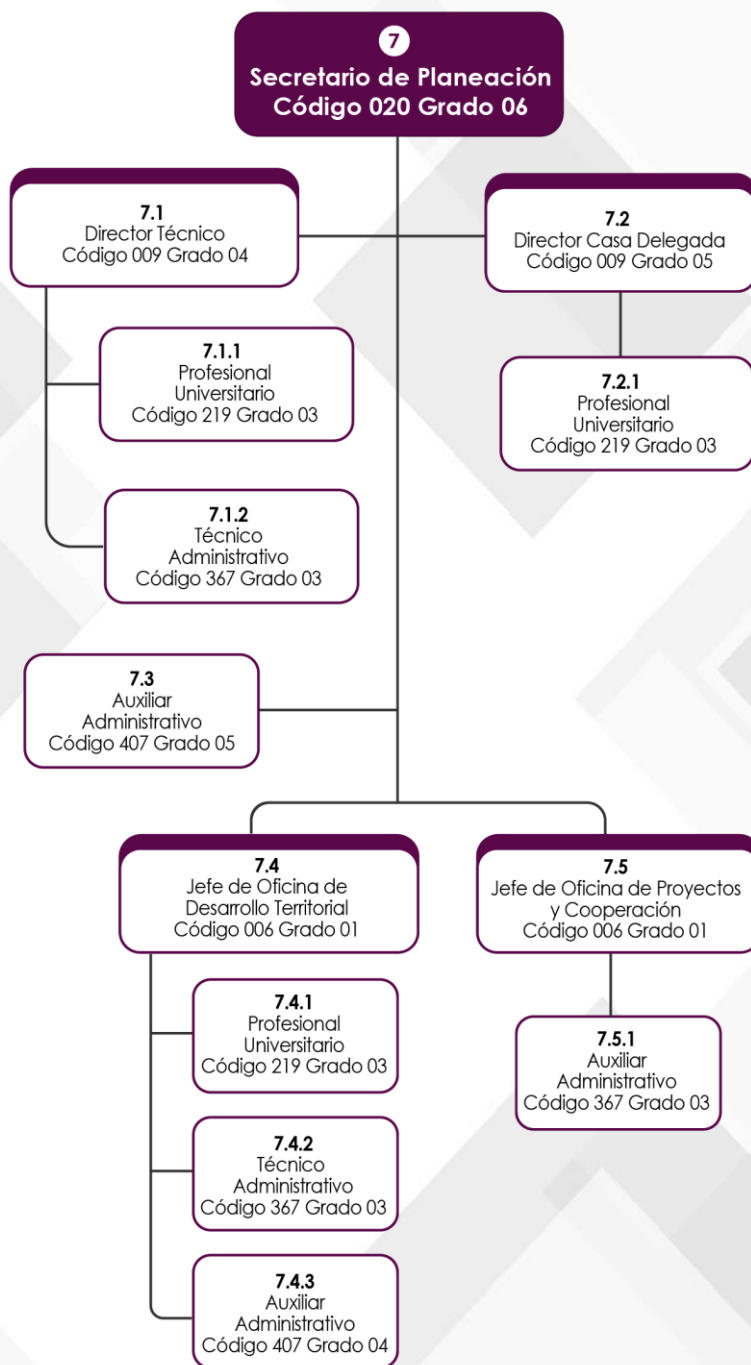 7
Secretario de Planeación
Código 020 Grado 06
7.1
Director Técnico
Código 009 Grado 04
7.2
Director Casa Delegada
Código 009 Grado 05
7.1.1
Profesional
Universitario
Código 219 Grado 03
7.2.1
Profesional
Universitario
Código 219 Grado 03
7.1.2
Técnico
Administrativo
Código 367 Grado 03
7.3
Auxiliar
Administrativo
Código 407 Grado 05
7.4
Jefe de Oficina de
Desarrollo Territorial
Código 006 Grado 01
7.5
Jefe de Oficina de Proyectos
y Cooperación
Código 006 Grado 01
7.4.1
Profesional
Universitario
Código 219 Grado 03
7.5.1
Auxiliar
Administrativo
Código 367 Grado 03
7.4.2
Técnico
Administrativo
Código 367 Grado 03
7.4.3
Auxiliar
Administrativo
Código 407 Grado 04